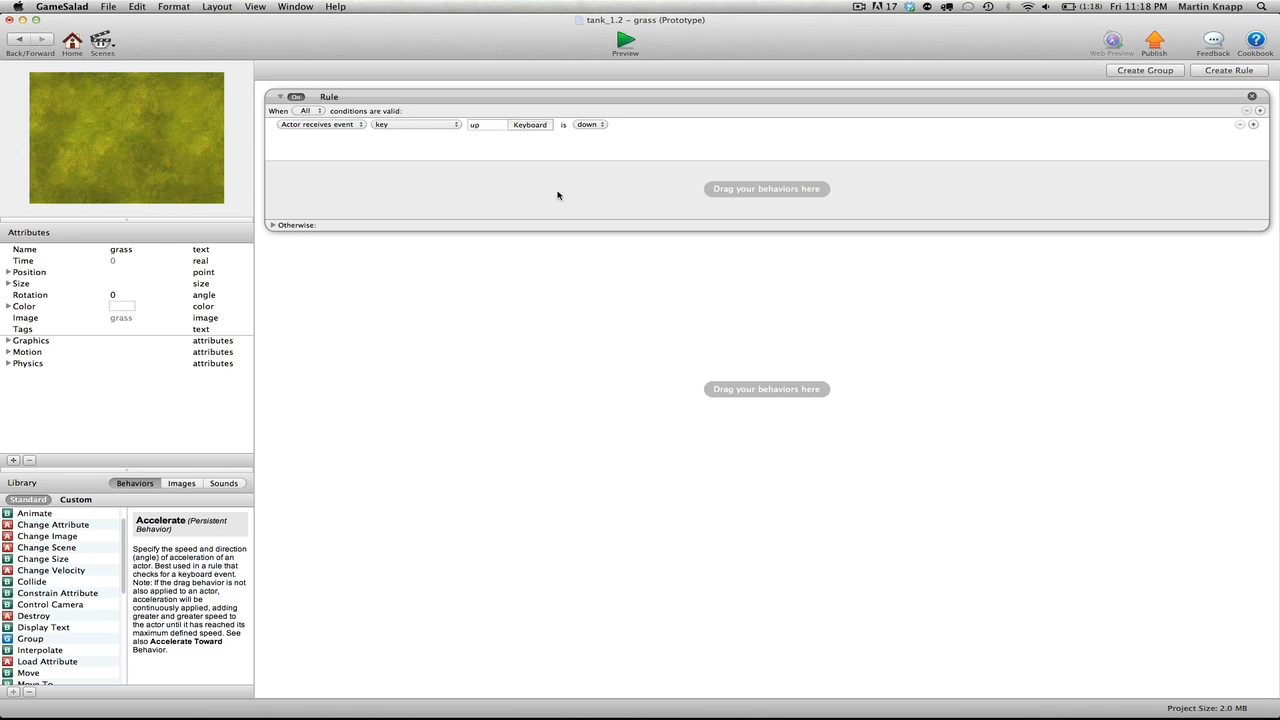 GameSalad File Edit Format Layout View Window Help 17 (1:18) Fri 11:18 PM Martin Knapp
tank_1.2 – grass (Prototype)
Back/Forward Home Scenes Preview Web Preview Publish Feedback Cookbook
Create Group Create Rule
On Rule
When All conditions are valid:
Actor receives event key up Keyboard is down
Drag your behaviors here
Otherwise:
Drag your behaviors here
Attributes
Name grass text
Time 0 real
Position point
Size size
Rotation 0 angle
Color color
Image grass image
Tags text
Graphics attributes
Motion attributes
Physics attributes
Library Behaviors Images Sounds
Standard Custom
B Animate
A Change Attribute
A Change Image
A Change Scene
B Change Size
A Change Velocity
B Collide
B Constrain Attribute
B Control Camera
A Destroy
B Display Text
G Group
B Interpolate
A Load Attribute
B Move
B Move To
Accelerate (Persistent
Behavior)
Specify the speed and direction
(angle) of acceleration of an
actor. Best used in a rule that
checks for a keyboard event.
Note: If the drag behavior is not
also applied to an actor,
acceleration will be
continuously applied, adding
greater and greater speed to
the actor until it has reached its
maximum defined speed. See
also Accelerate Toward
Behavior.
Project Size: 2.0 MB